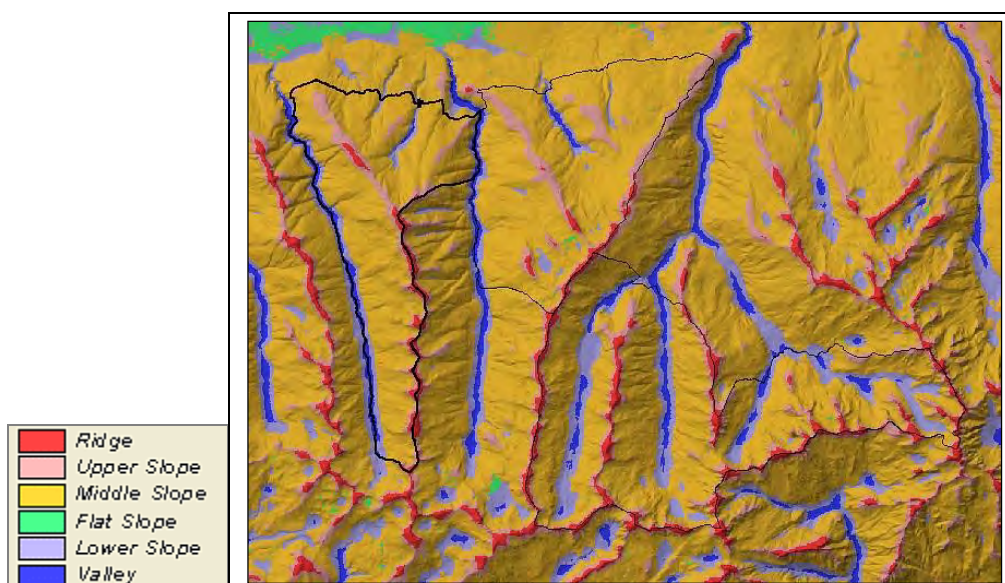 Ridge
Upper Slope
Middle Slope
Flat Slope
Lower Slope
Valley